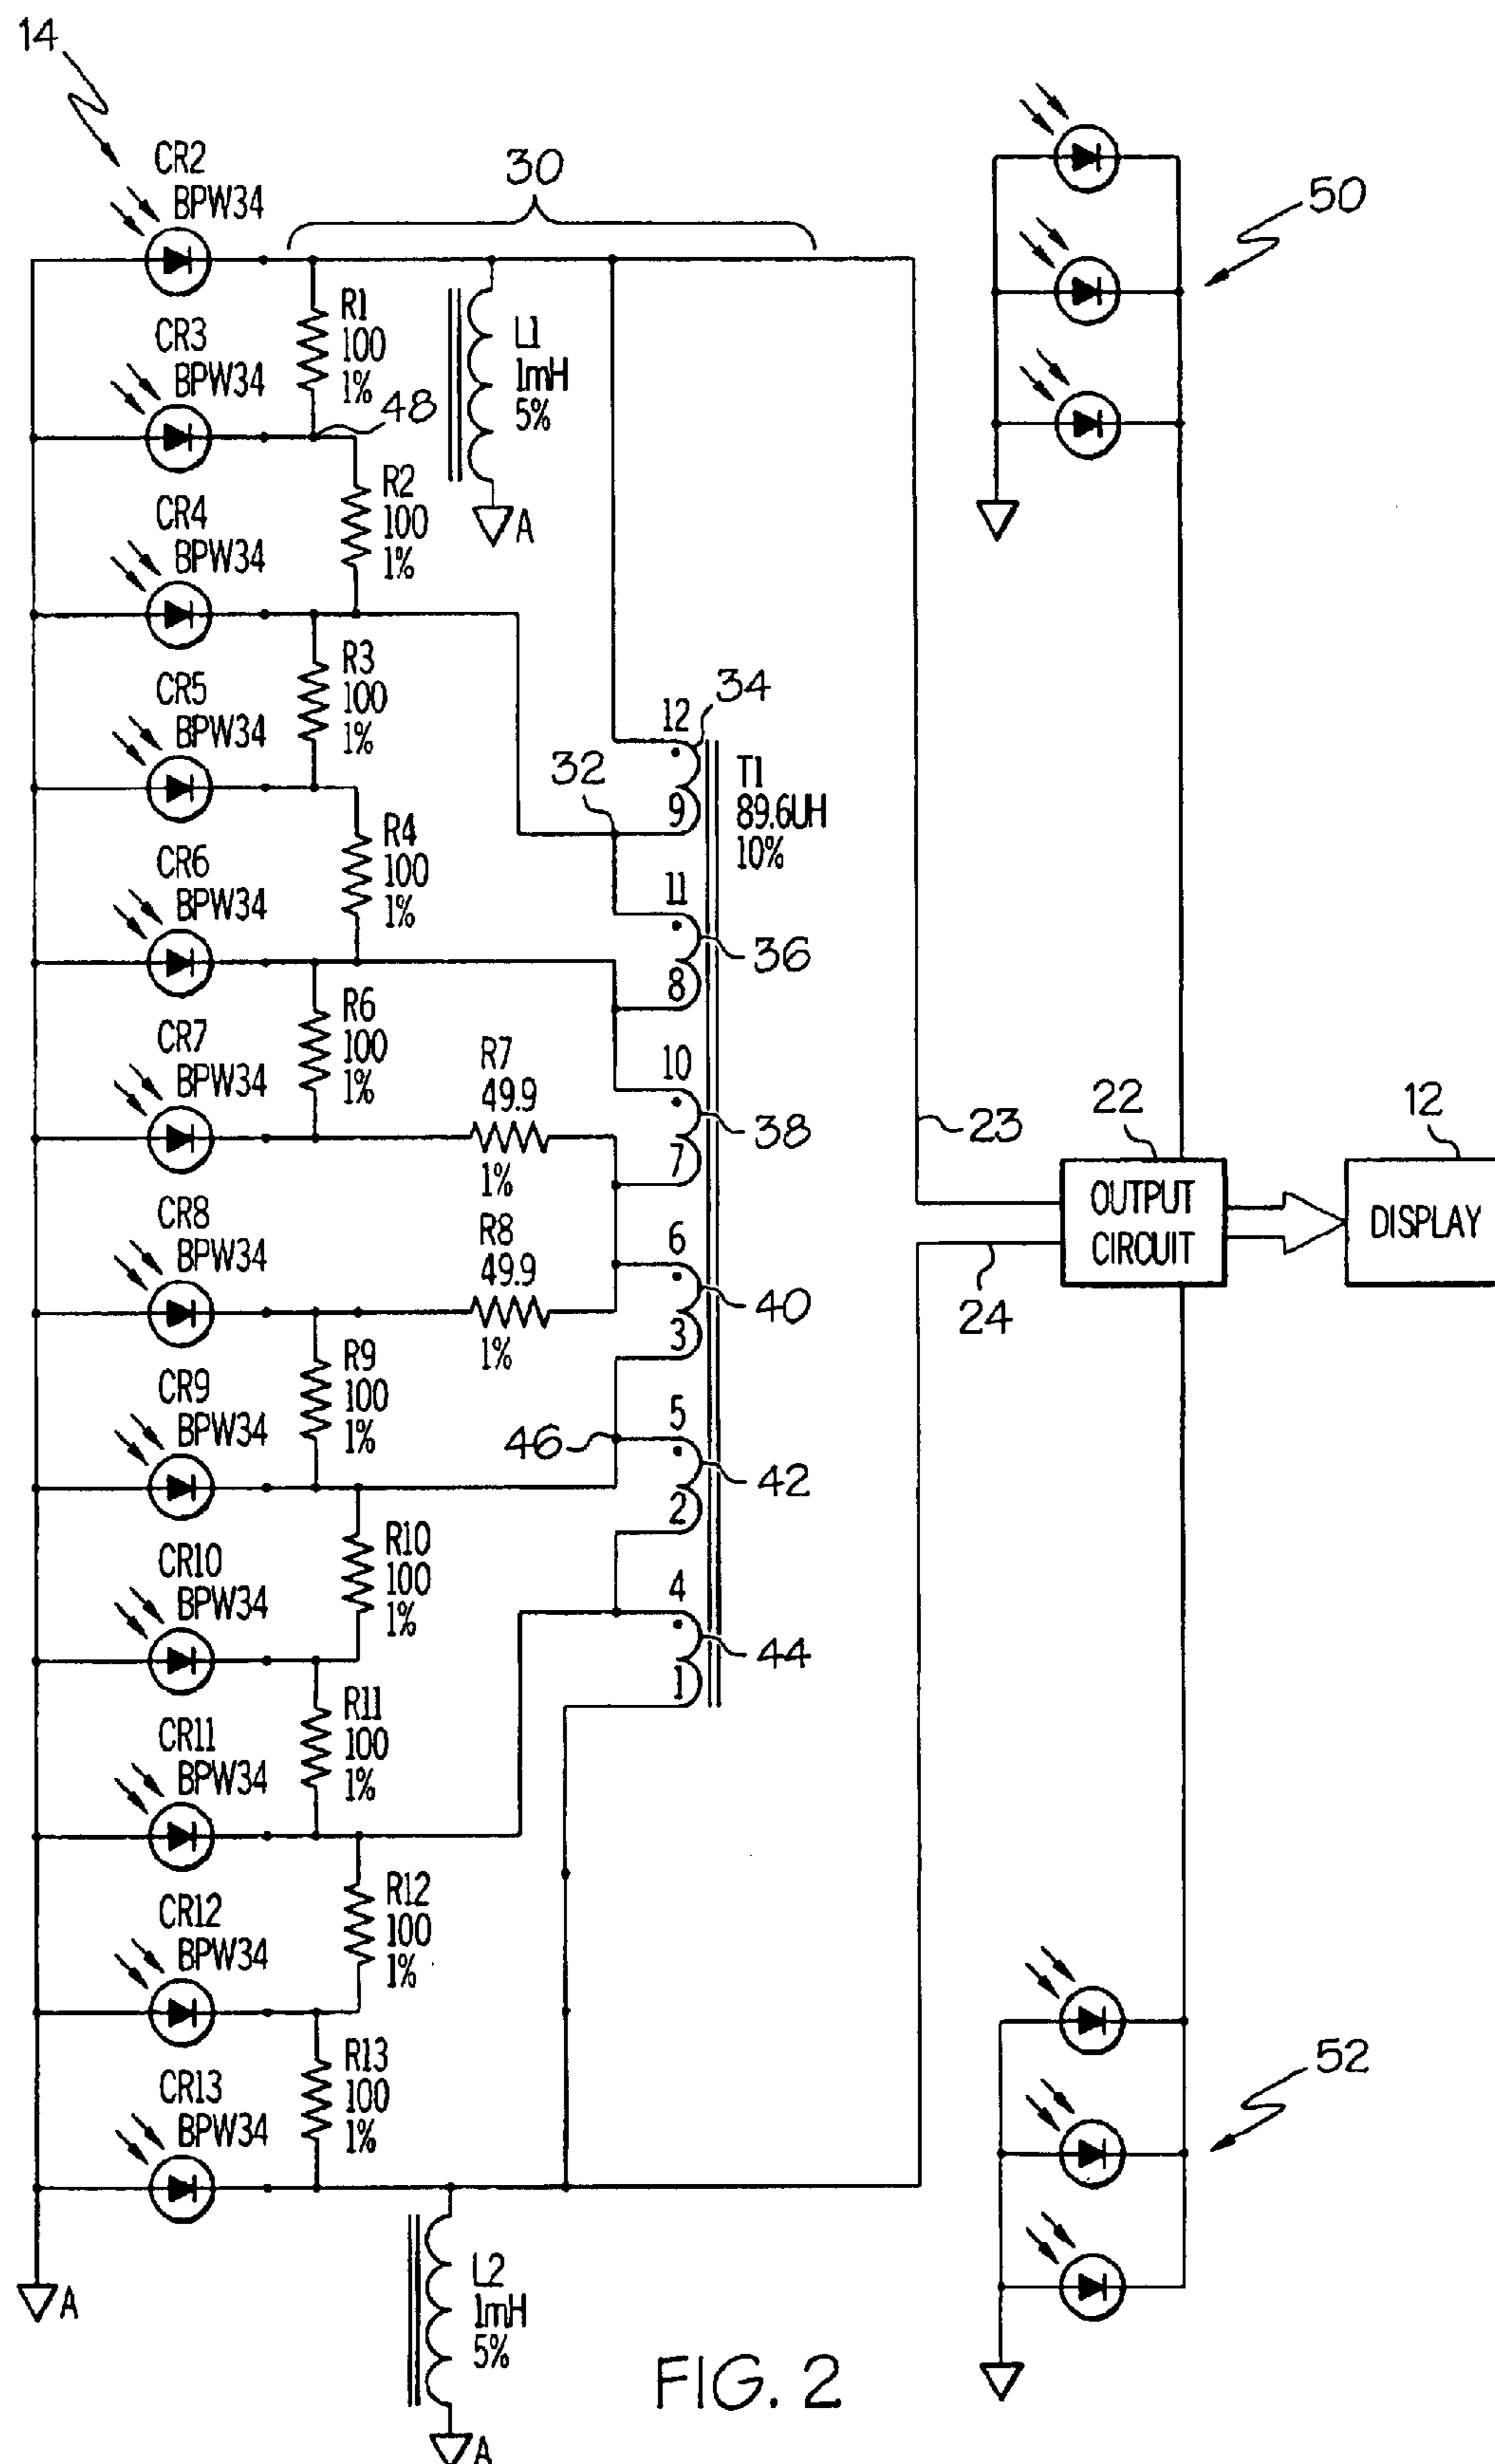 14
CR2
BPW34
30
50
R1
100
1%
L1
1mH
5%
CR3
BPW34
48
R2
100
1%
A
CR4
BPW34
R3
100
1%
CR5
BPW34
12
34
32
9
T1
89.6UH
10%
R4
100
1%
CR6
BPW34
11
36
8
R6
100
1%
CR7
BPW34
R7
49.9
1%
10
38
7
23
22
12
OUTPUT
CIRCUIT
DISPLAY
CR8
BPW34
R8
49.9
1%
6
40
3
24
R9
100
1%
CR9
BPW34
46
5
42
2
R10
100
1%
CR10
BPW34
4
44
1
R11
100
1%
CR11
BPW34
R12
100
1%
CR12
BPW34
R13
100
1%
CR13
BPW34
52
A
L2
1mH
5%
A
FIG. 2